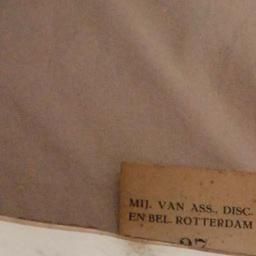 MIJ. VAN ASS., DISC.
EN BEL. ROTTERDAM